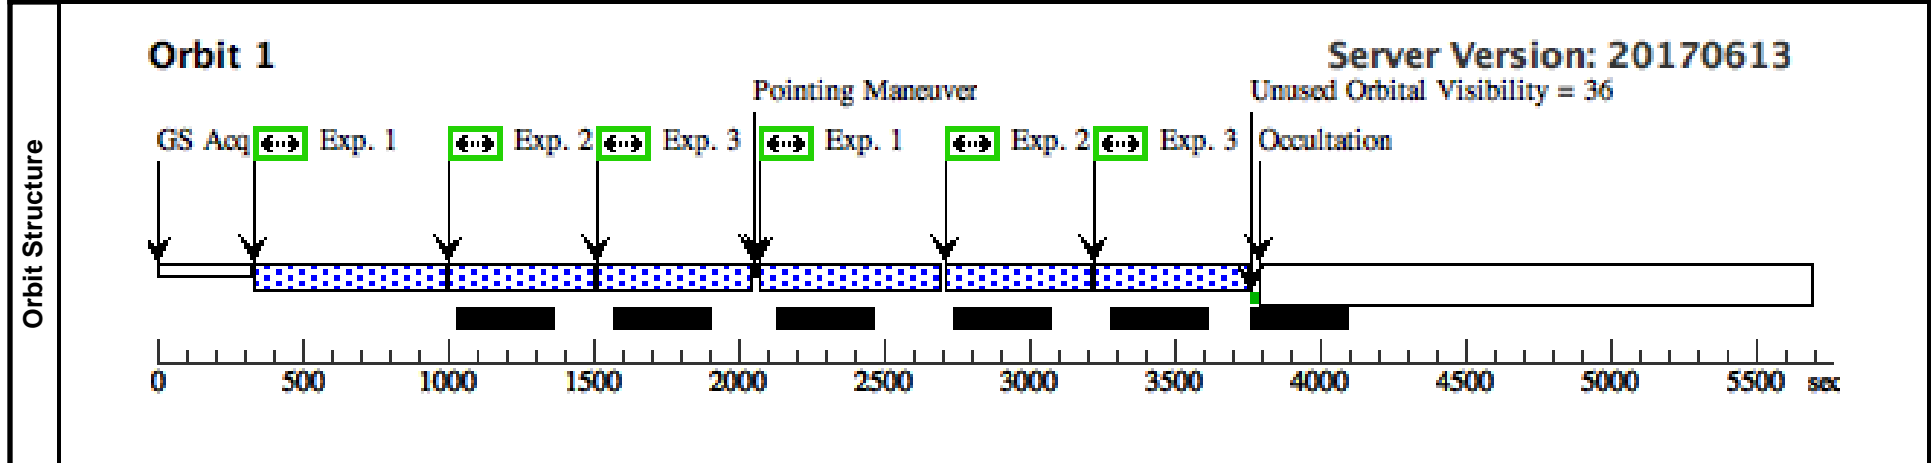 Orbit Structure
Orbit 1
Server Version: 20170613
Pointing Maneuver
Unused Orbital Visibility = 36
GS Acq
Exp. 1
Exp. 2
Exp. 3
Exp. 1
Exp. 2
Exp. 3
Occultation
0 500 1000 1500 2000 2500 3000 3500 4000 4500 5000 5500 sec